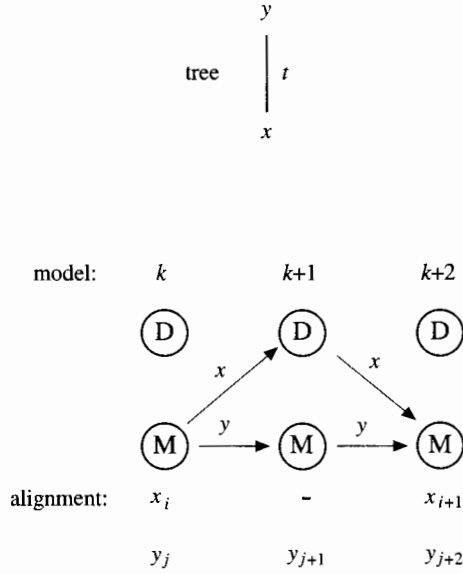 y
tree t
x
model: k k+1 k+2
D D D
x x
y y
M M M
alignment: x_i - x_{i+1}
y_j y_{j+1} y_{j+2}